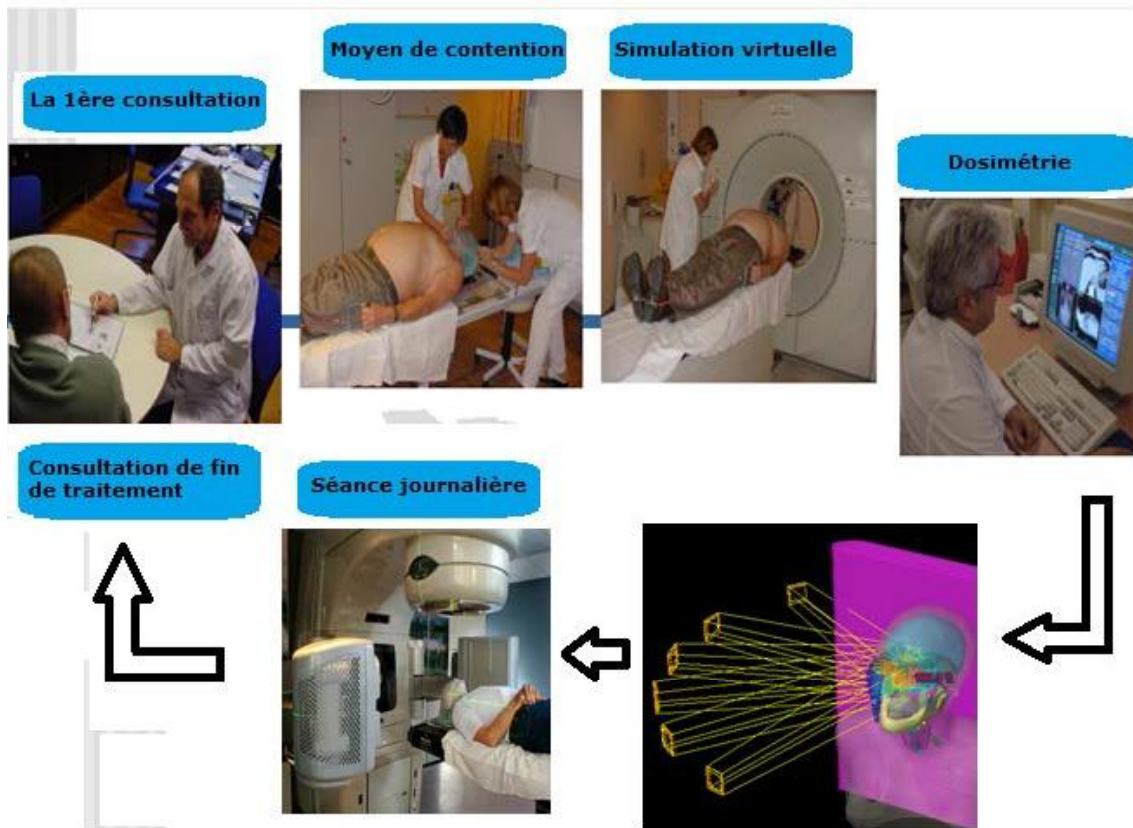 La 1ère consultation
Moyen de contention
Simulation virtuelle
Dosimétrie
Consultation de fin
de traitement
Séance journalière